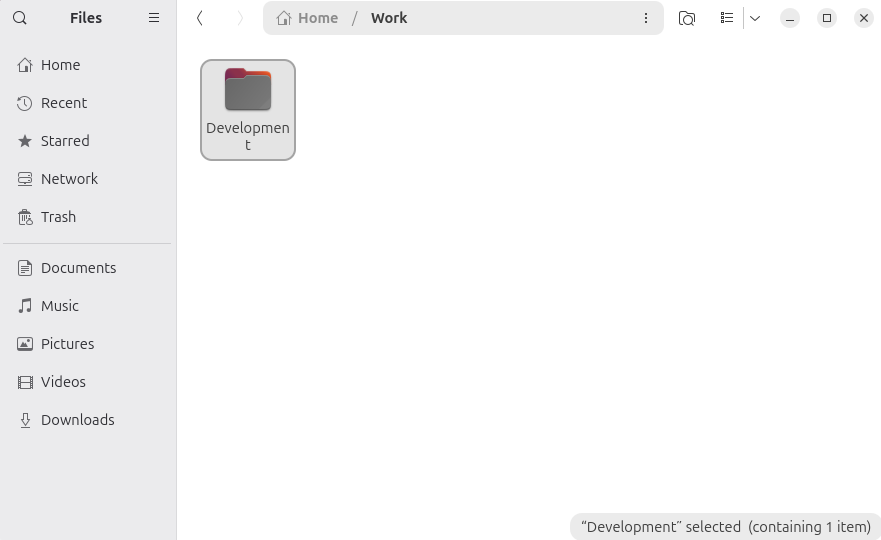 Files
Home / Work
Home
Recent
Starred
Network
Trash
Documents
Music
Pictures
Videos
Downloads
Developmen
t
“Development” selected (containing 1 item)